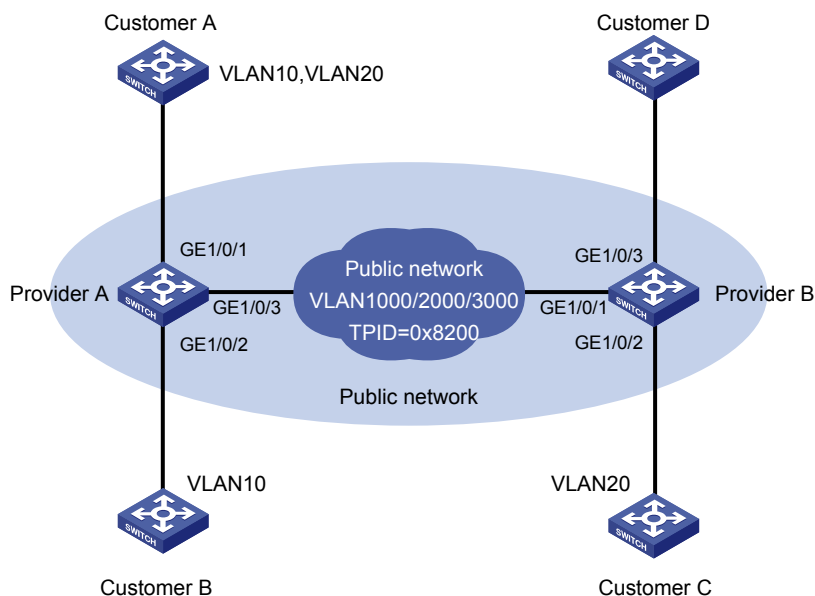 Customer A
Customer D
SWITCH
VLAN10,VLAN20
SWITCH
GE1/0/1
GE1/0/3
Public network
VLAN1000/2000/3000
TPID=0x8200
Provider A
SWITCH
GE1/0/3
GE1/0/1
SWITCH
Provider B
GE1/0/2
GE1/0/2
Public network
VLAN10
VLAN20
SWITCH
SWITCH
Customer B
Customer C